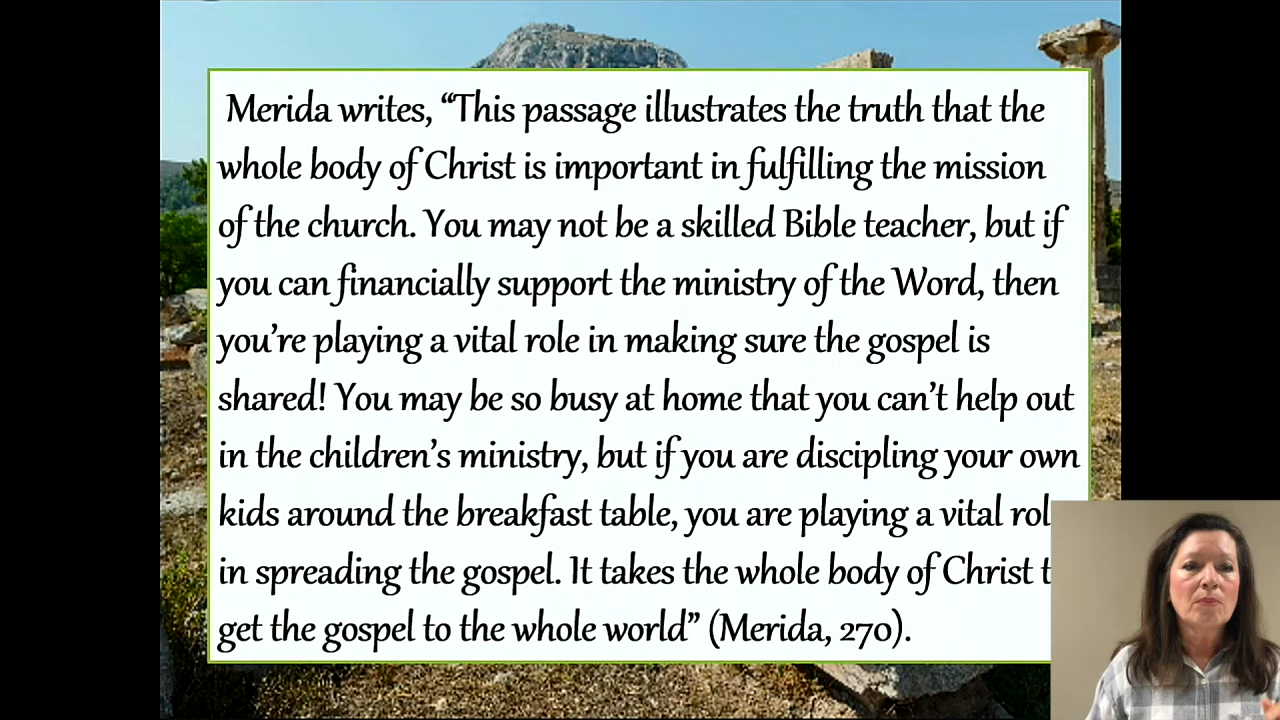 Merida writes, “This passage illustrates the truth that the
whole body of Christ is important in fulfilling the mission
of the church. You may not be a skilled Bible teacher, but if
you can financially support the ministry of the Word, then
you’re playing a vital role in making sure the gospel is
shared! You may be so busy at home that you can’t help out
in the children’s ministry, but if you are discipling your own
kids around the breakfast table, you are playing a vital rol
in spreading the gospel. It takes the whole body of Christ t
get the gospel to the whole world” (Merida, 270).